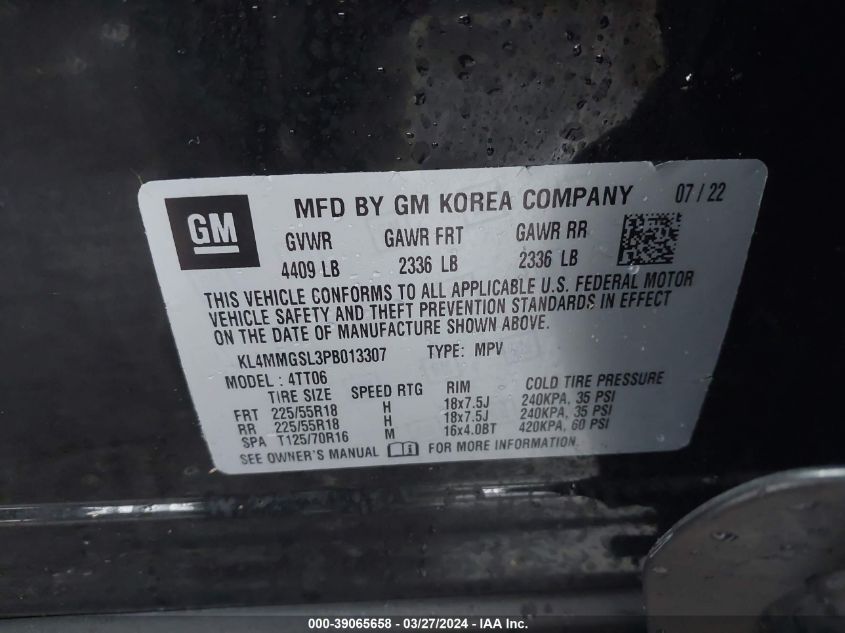 GM
MFD BY GM KOREA COMPANY 07 / 22
GVWR GAWR FRT GAWR RR
4409 LB 2336 LB 2336 LB
THIS VEHICLE CONFORMS TO ALL APPLICABLE U.S. FEDERAL MOTOR
VEHICLE SAFETY AND THEFT PREVENTION STANDARDS IN EFFECT
ON THE DATE OF MANUFACTURE SHOWN ABOVE.
KL4MMGSL3PB013307 TYPE: MPV
MODEL : 4TT06
TIRE SIZE SPEED RTG RIM COLD TIRE PRESSURE
FRT 225/55R18 H 18x7.5J 240KPA, 35 PSI
RR 225/55R18 H 18x7.5J 240KPA, 35 PSI
SPA T125/70R16 M 16x4.0BT 420KPA, 60 PSI
SEE OWNER'S MANUAL FOR MORE INFORMATION.
000-39065658 - 03/27/2024 - IAA Inc.